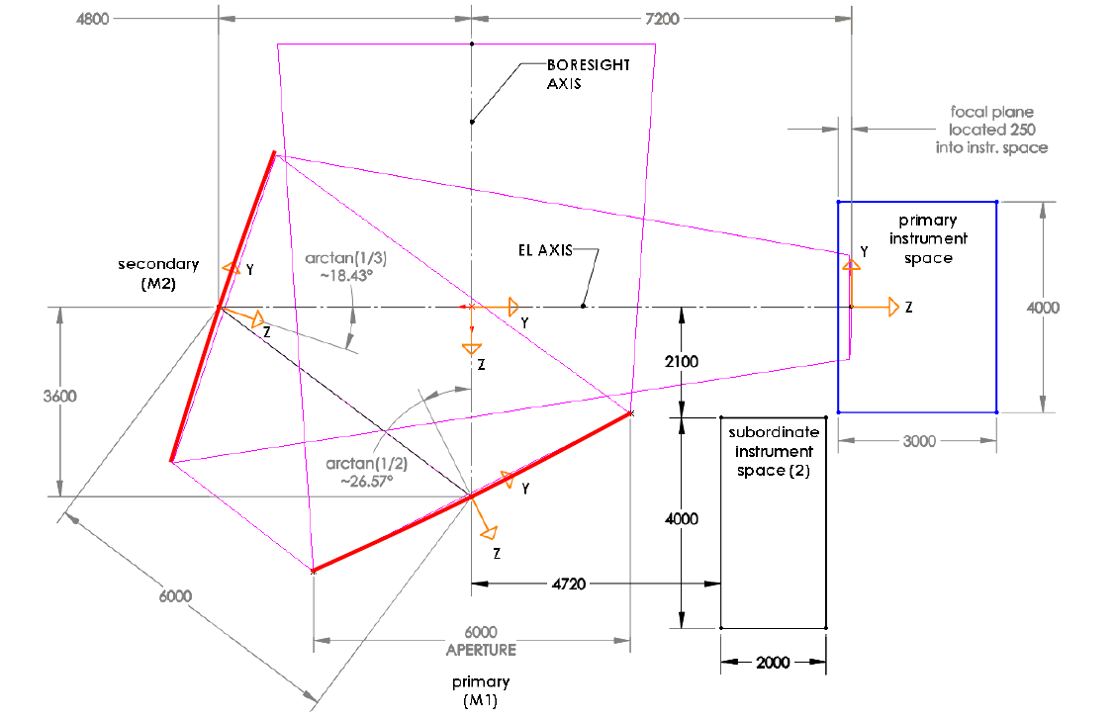 4800
7200
BORESIGHT
AXIS
focal plane
located 250
into instr. space
primary
instrument
space
EL AXIS
arctan(1/3)
~18.43°
secondary
(M2)
Y
Z
Y
Z
Y
Z
4000
3600
2100
3000
subordinate
instrument
space (2)
arctan(1/2)
~26.57°
Y
Z
4000
4720
6000
6000
APERTURE
2000
primary
(M1)